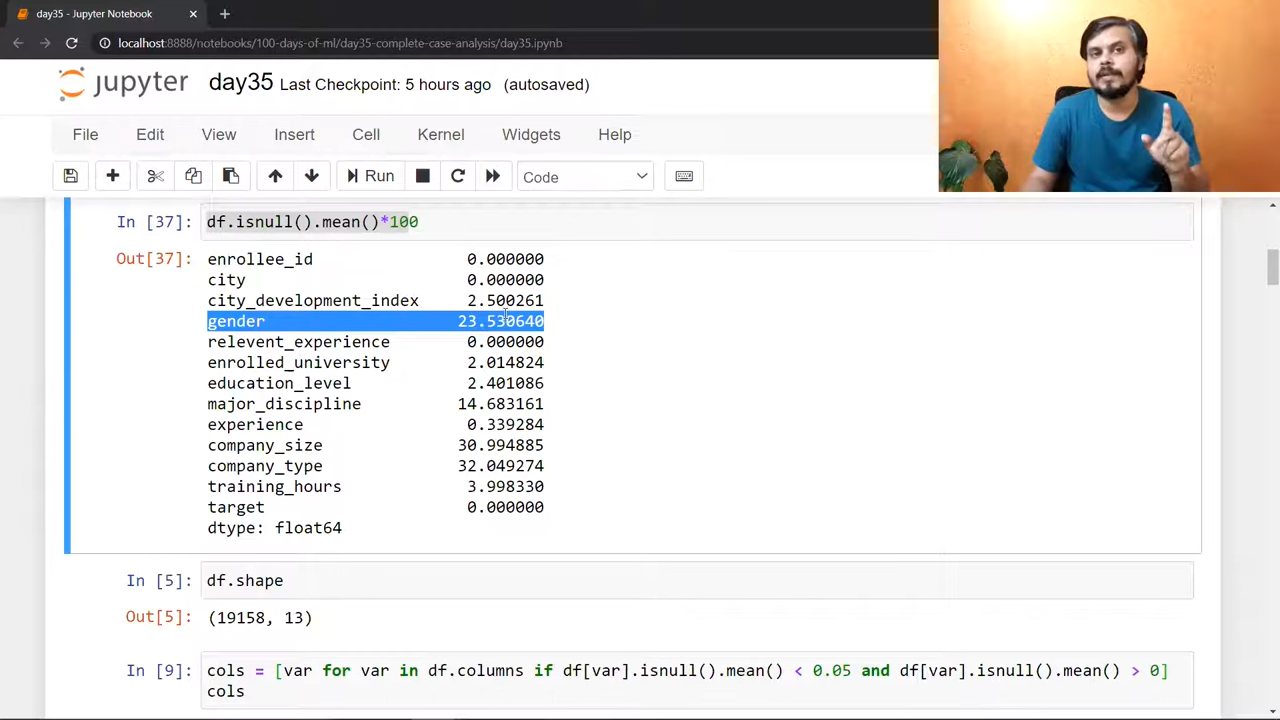 day35 - Jupyter Notebook
localhost:8888/notebooks/100-days-of-ml/day35-complete-case-analysis/day35.ipynb
jupyter day35 Last Checkpoint: 5 hours ago (autosaved)
File Edit View Insert Cell Kernel Widgets Help
Run Code
In [37]: df.isnull().mean()*100
Out[37]: enrollee_id 0.000000
city 0.000000
city_development_index 2.500261
gender 23.530640
relevent_experience 0.000000
enrolled_university 2.014824
education_level 2.401086
major_discipline 14.683161
experience 0.339284
company_size 30.994885
company_type 32.049274
training_hours 3.998330
target 0.000000
dtype: float64
In [5]: df.shape
Out[5]: (19158, 13)
In [9]: cols = [var for var in df.columns if df[var].isnull().mean() < 0.05 and df[var].isnull().mean() > 0]
cols